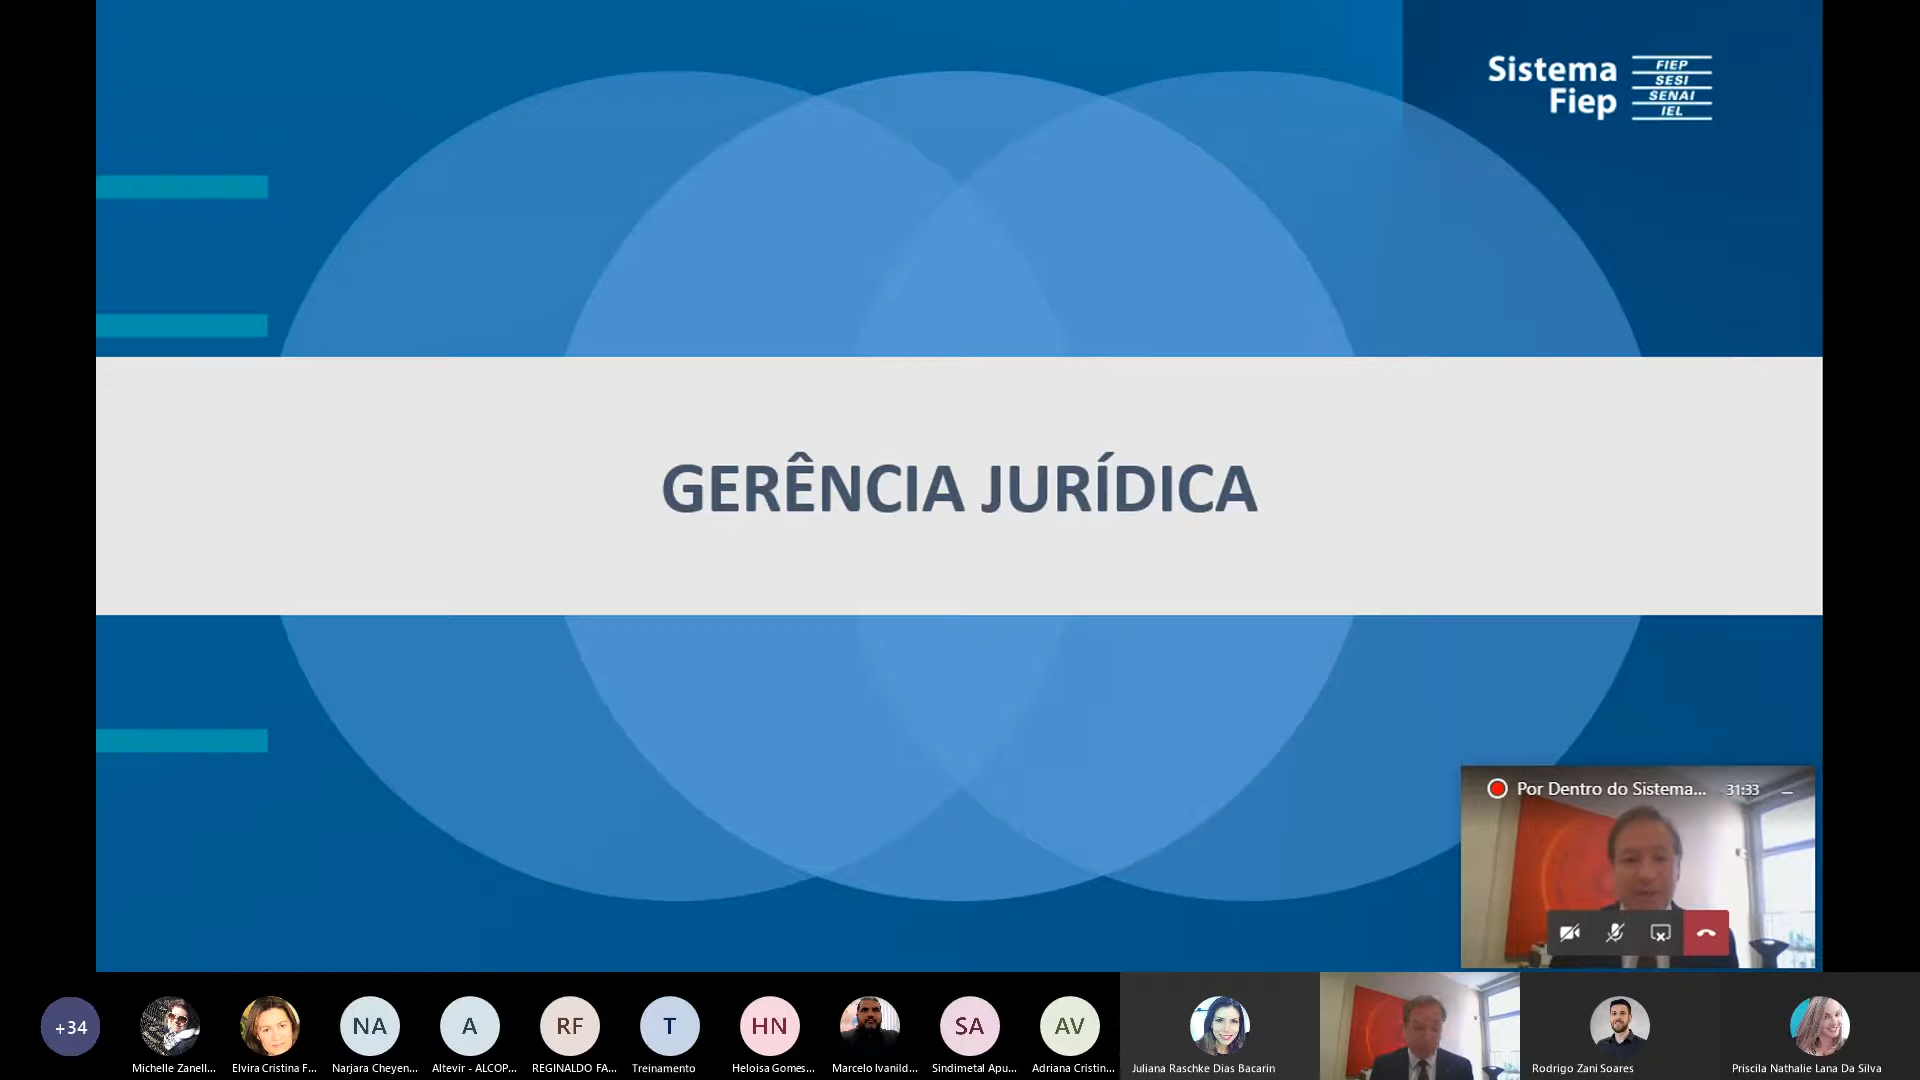 Sistema
Fiep
FIEP
SESI
SENAI
IEL
GERÊNCIA JURÍDICA
Por Dentro do Sistema... 31:33
+34
NA
A
RF
T
HN
SA
AV
Michelle Zanell...
Elvira Cristina F...
Narjara Cheyen...
Altevir - ALCOP...
REGINALDO FA...
Treinamento
Heloisa Gomes...
Marcelo Ivanild...
Sindimetal Apu...
Adriana Cristin...
Juliana Raschke Dias Bacarin
Rodrigo Zani Soares
Priscila Nathalie Lana Da Silva